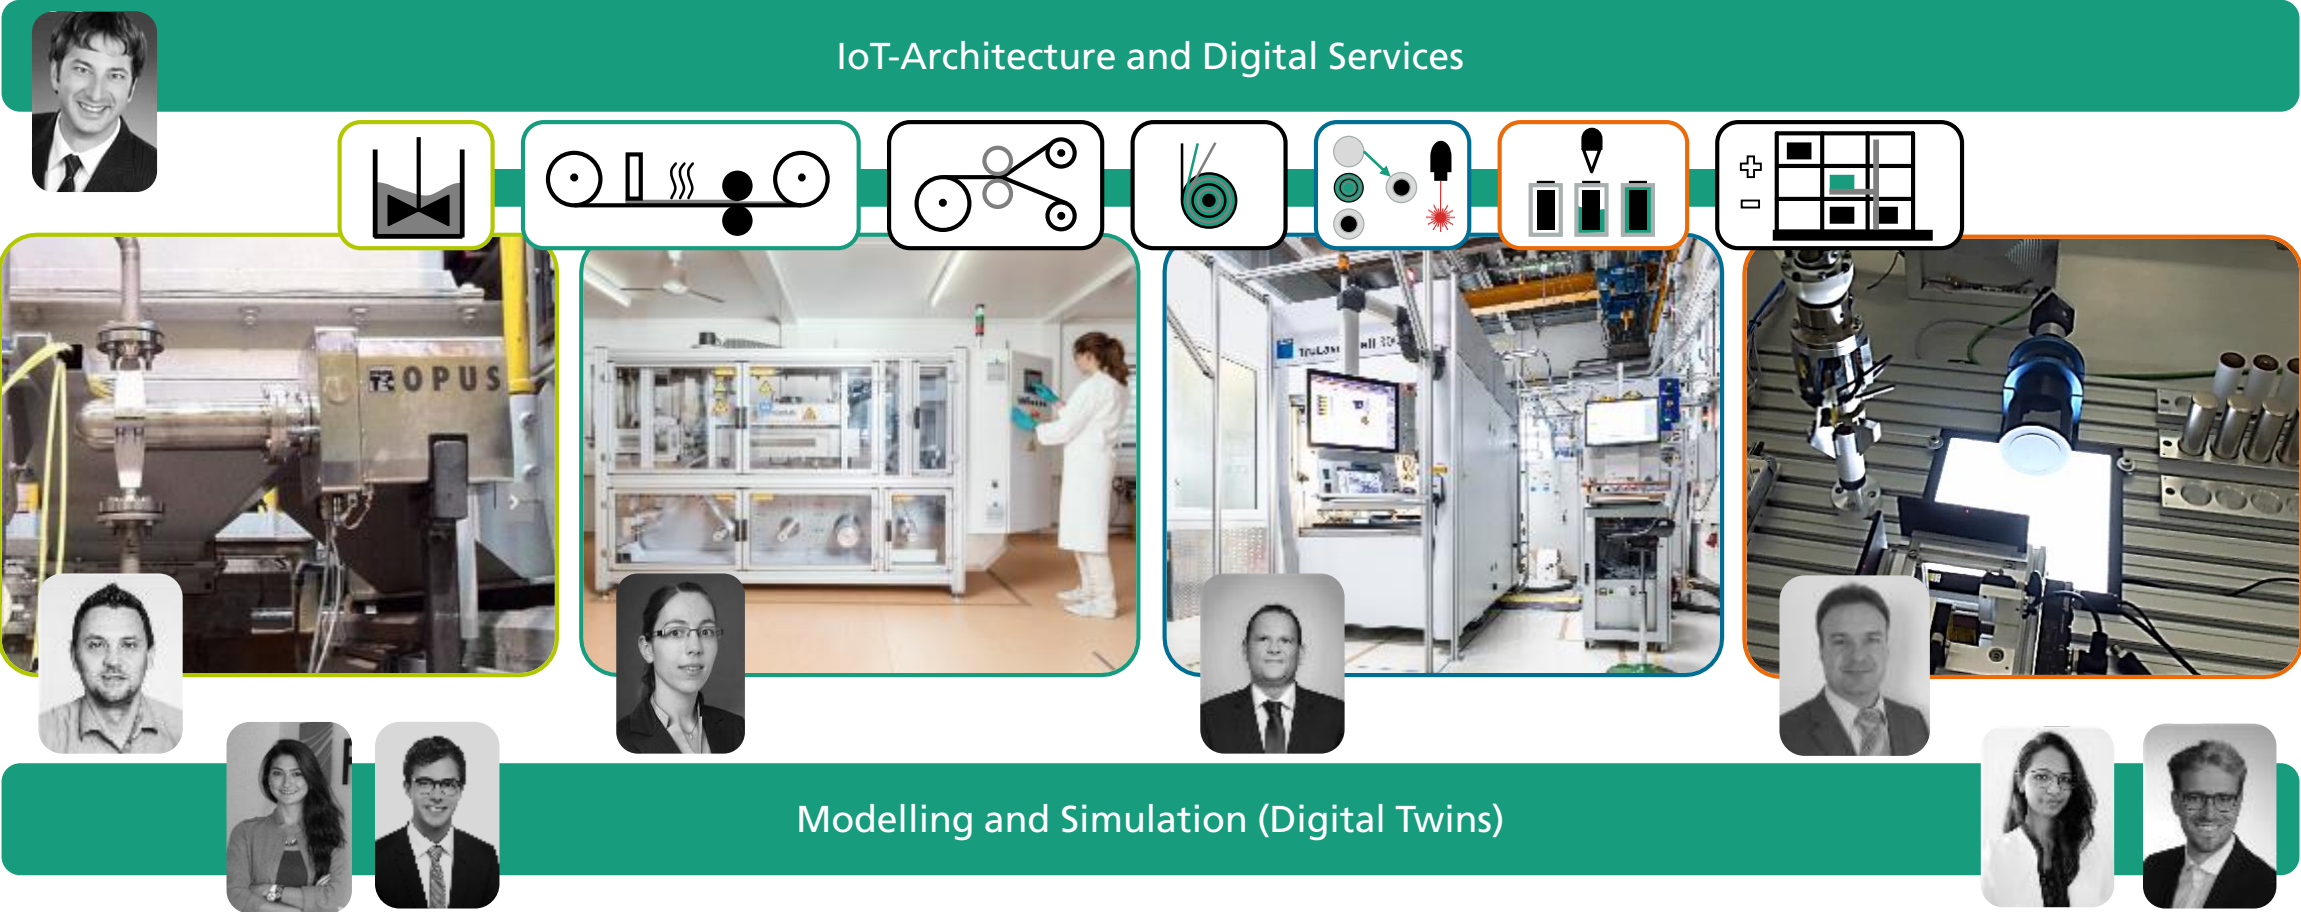 IoT-Architecture and Digital Services
OPUS
Modelling and Simulation (Digital Twins)